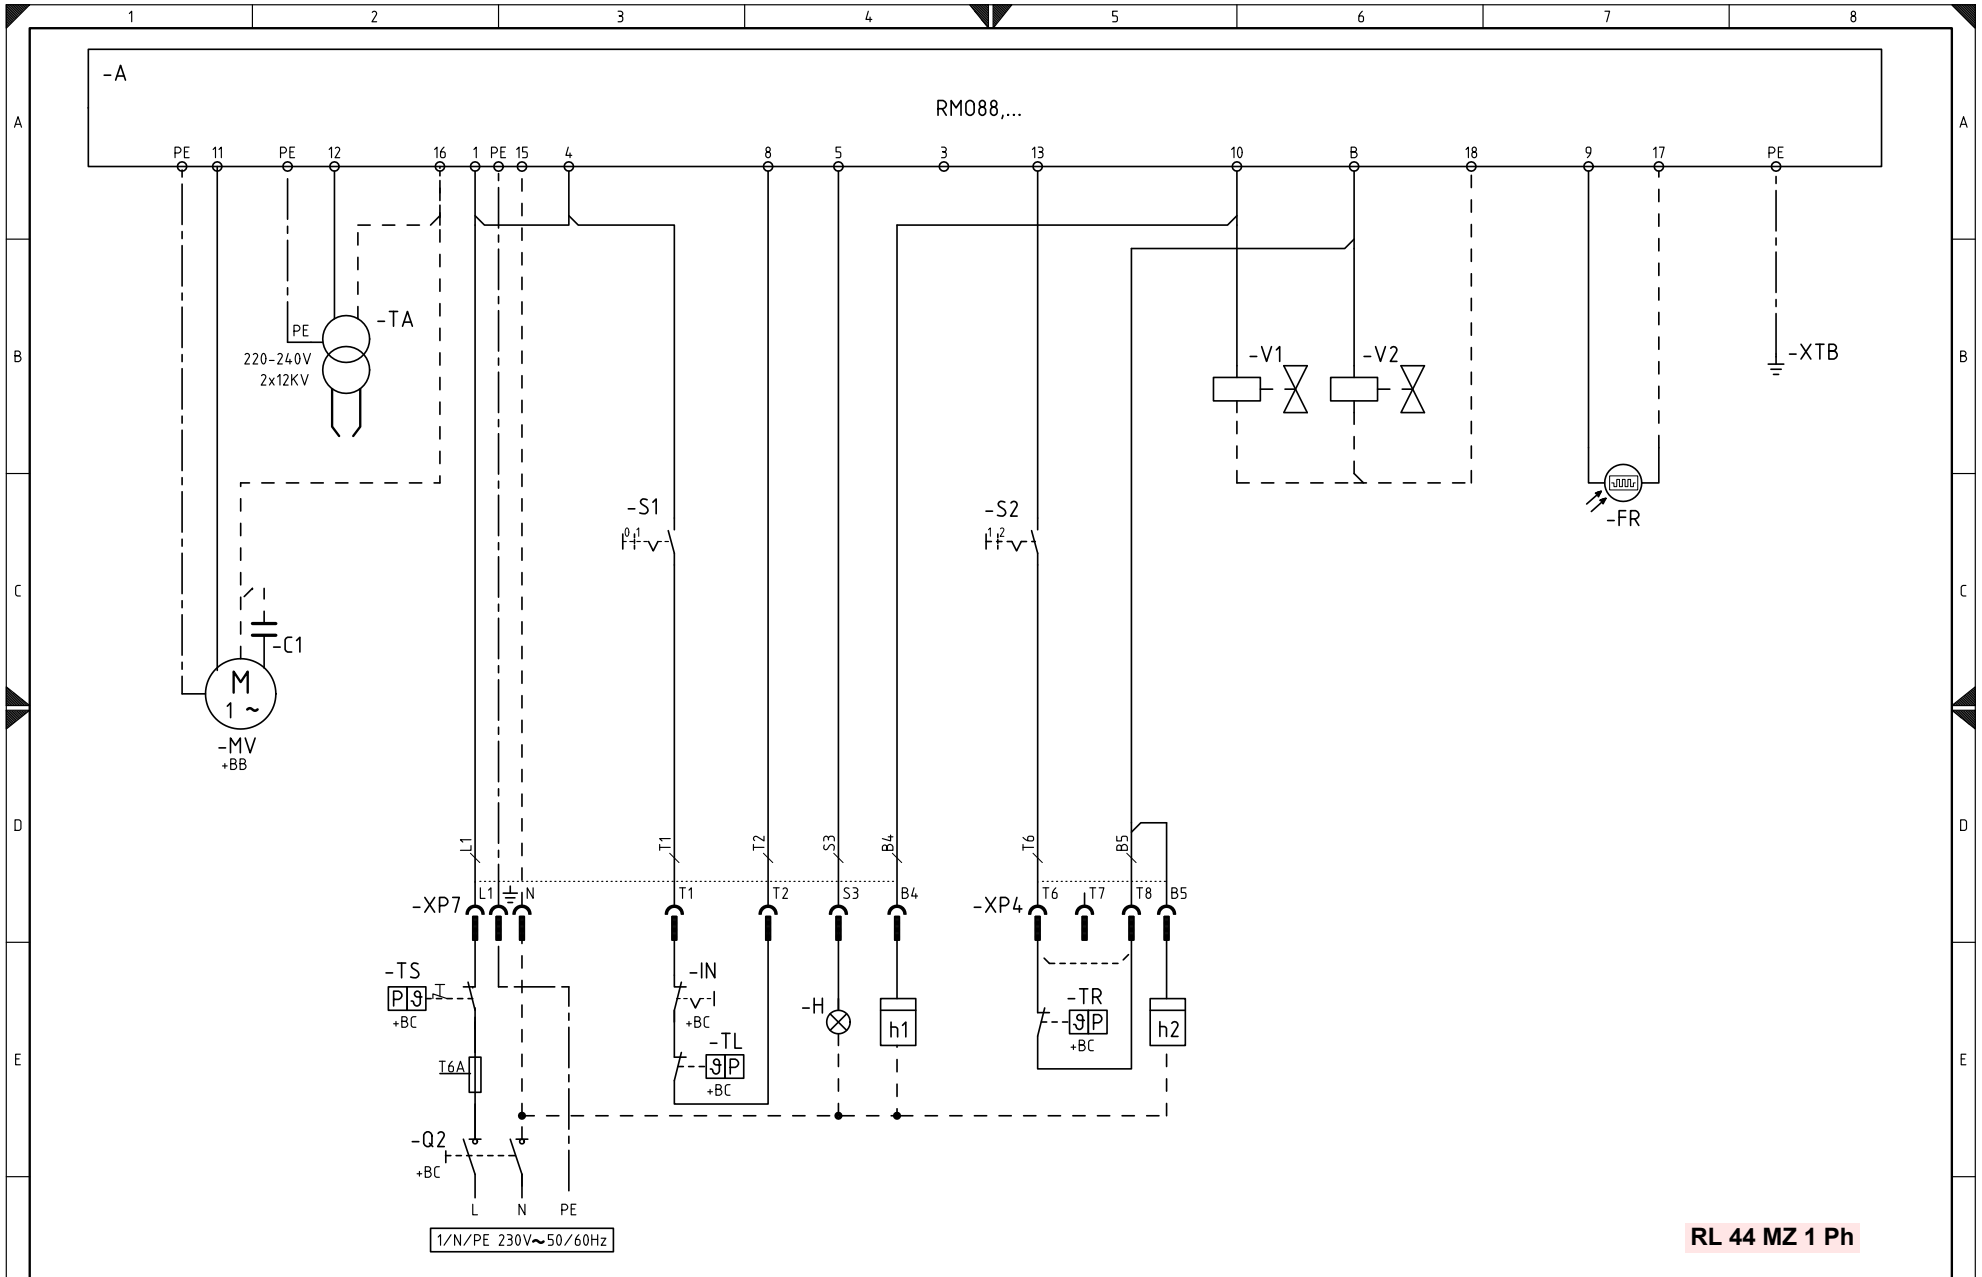 1 2 3 4 5 6 7 8
-A
RMO88,...
A A
PE 11 PE 12 16 1 PE 15 4 8 5 3 13 10 B 18 9 17 PE
-TA
PE
220-240V
2x12KV
-V1 -V2
-XTB
B B
-S1 -S2
0 1
1 2
-FR
C C
-C1
M
1 ~
-MV
+BB
D D
L1 T1 T2 S3 B4 T6 B5
-XP7 L1 N T1 T2 S3 B4 -XP4 T6 T7 T8 B5
-TS -IN
P ϑ
+BC
+BC
-H
h1
-TR
ϑ P
+BC
h2
-TL
ϑ P
+BC
E E
T6A
-Q2
+BC
L N PE
1/N/PE 230V~50/60Hz
RL 44 MZ 1 Ph